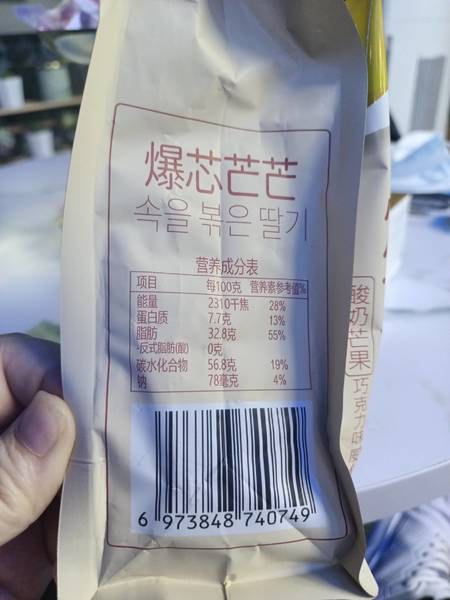 爆芯芒芒
속을 볶은 딸기
营养成分表
项目 每100克 营养素参考值%
能量 2310千焦 28%
蛋白质 7.7克 13%
脂肪 32.8克 55%
-反式脂肪(酸) 0克
碳水化合物 56.8克 19%
钠 78毫克 4%
6 973848 740749
酸奶芒果
巧克力味